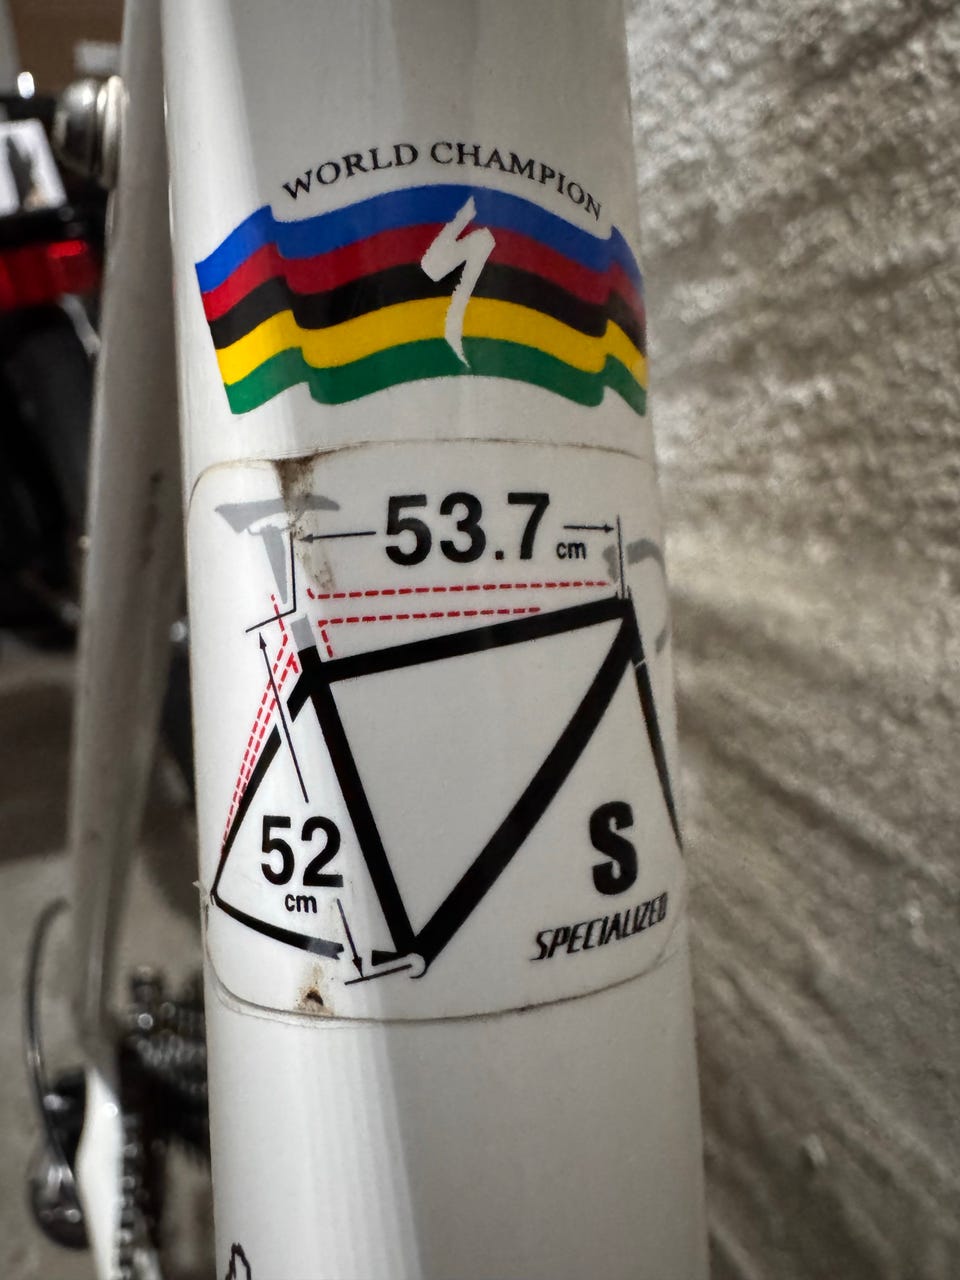 WORLD CHAMPION
53.7 cm
52
cm
S
SPECIALIZED